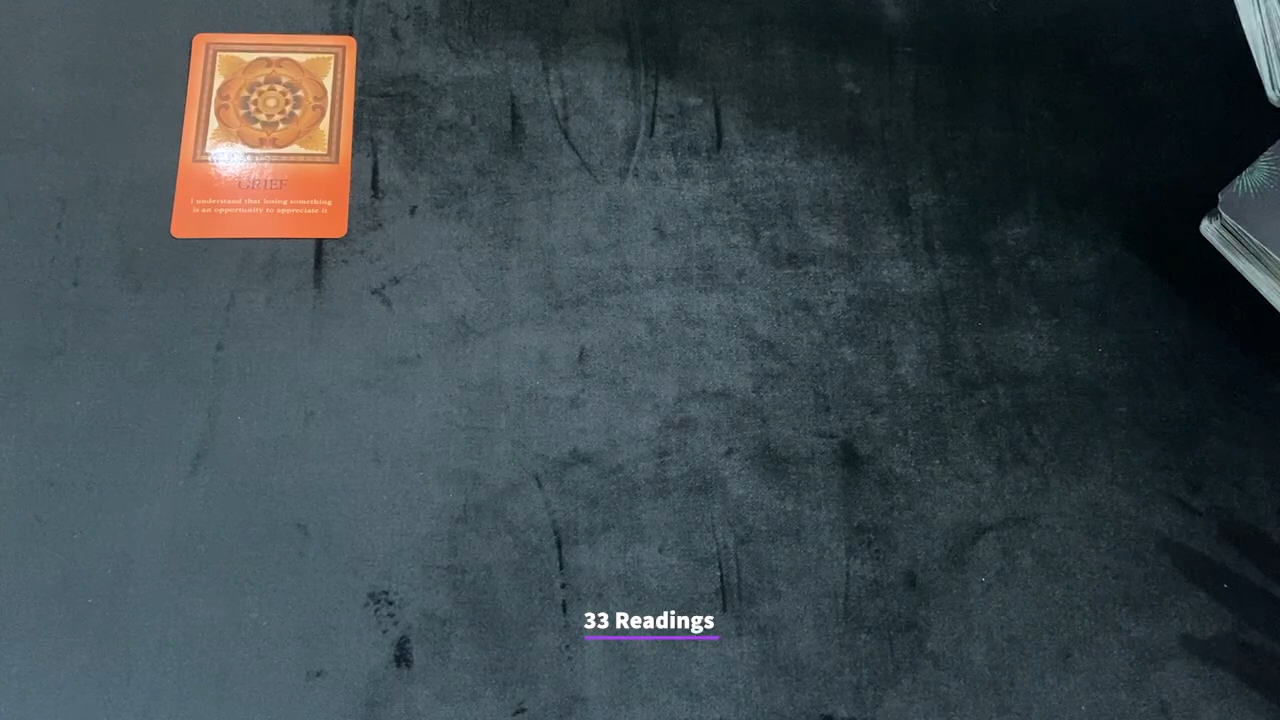 GRIEF
I understand that losing something
is an opportunity to appreciate it
33 Readings